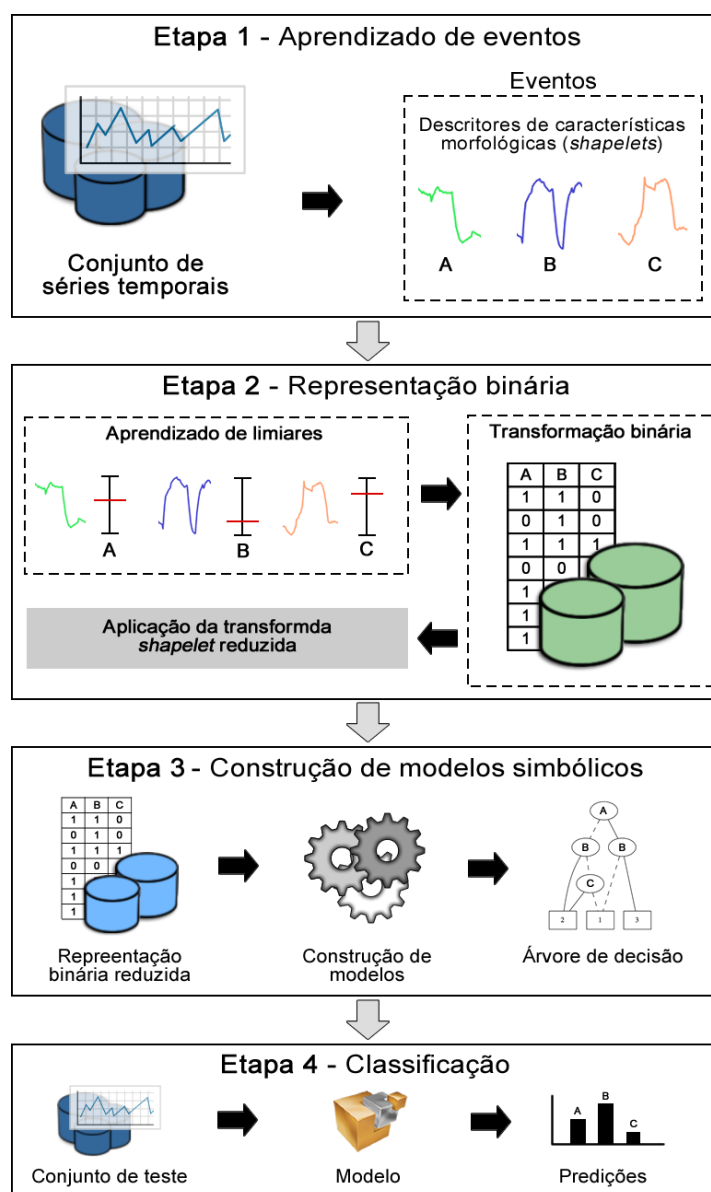 Etapa 1 - Aprendizado de eventos
Eventos
Descritores de características
morfológicas (shapelets)
A B C
Conjunto de
séries temporais
Etapa 2 - Representação binária
Aprendizado de limiares
A B C
Transformação binária
A B C
1 1 0
0 1 0
1 1 1
0 0
1
1
1
Aplicação da transformda
shapelet reduzida
Etapa 3 - Construção de modelos simbólicos
A B C
1 1 0
0 1 0
1 1 1
0 0
1
1
1
A
B B
C
2 1 3
Repreentação
binária reduzida
Construção de
modelos
Árvore de decisão
Etapa 4 - Classificação
A B C
Conjunto de teste
Modelo
Predições